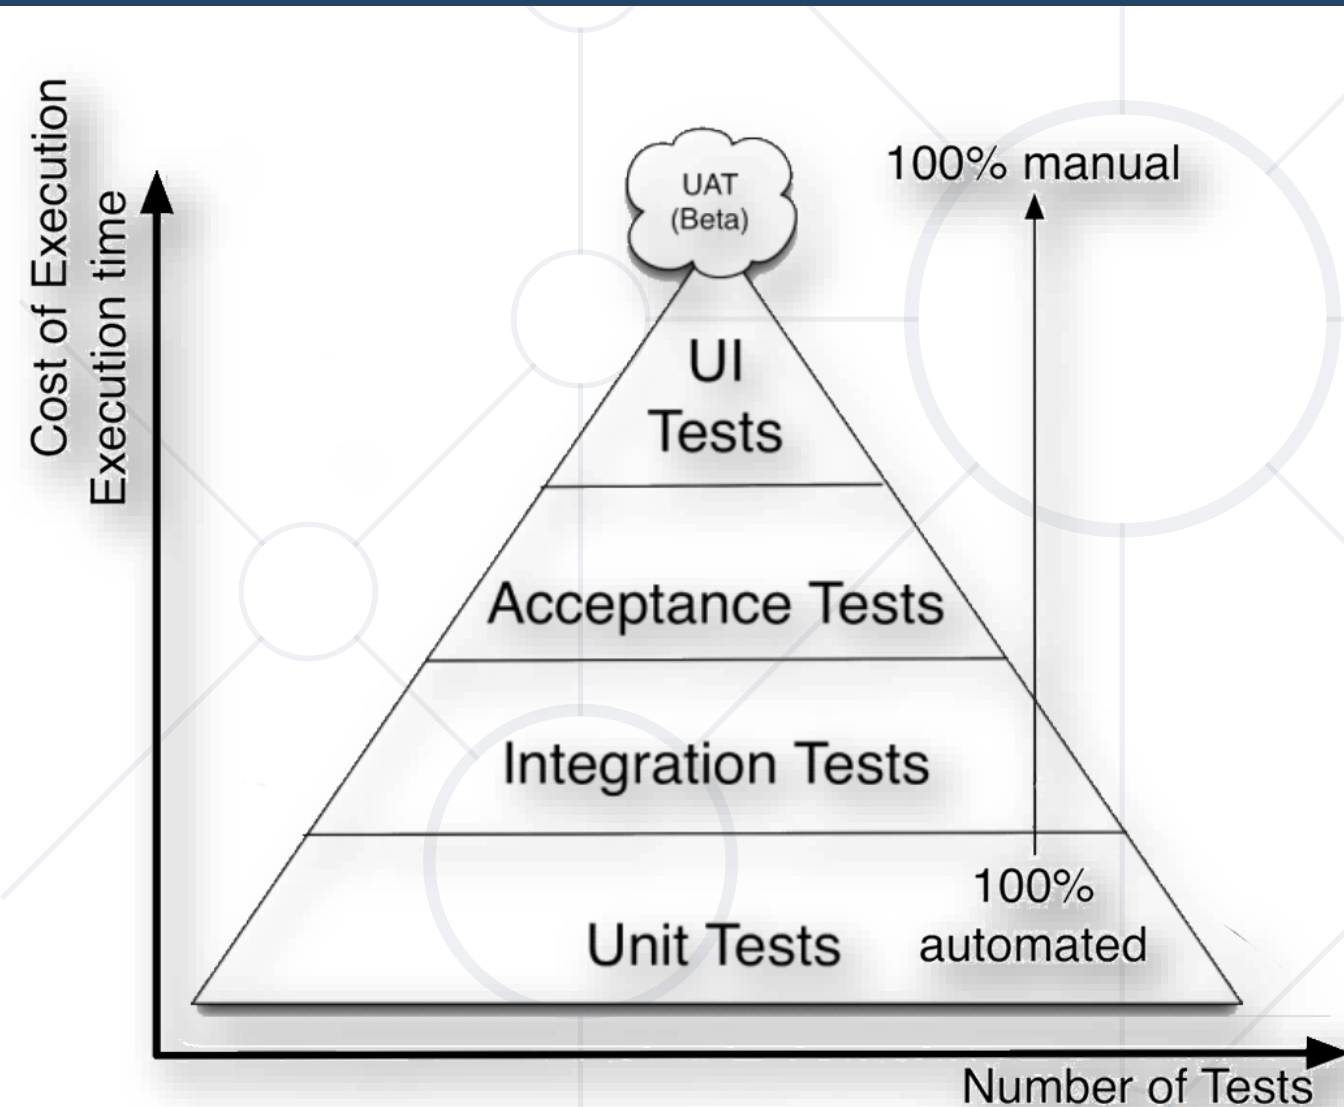 Cost of Execution
Execution time
UAT
(Beta)
100% manual
UI
Tests
Acceptance Tests
Integration Tests
Unit Tests
100%
automated
Number of Tests